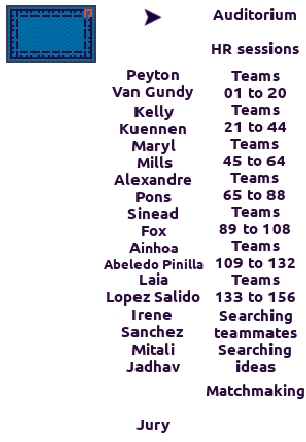 Auditorium
HR sessions
Peyton
Van Gundy
Teams
01 to 20
Kelly
Kuennen
Teams
21 to 44
Maryl
Mills
Teams
45 to 64
Alexandre
Pons
Teams
65 to 88
Sinead
Fox
Teams
89 to 108
Ainhoa
Abeledo Pinilla
Teams
109 to 132
Laia
Lopez Salido
Teams
133 to 156
Irene
Sanchez
Searching
teammates
Mitali
Jadhav
Searching
ideas
Matchmaking
Jury